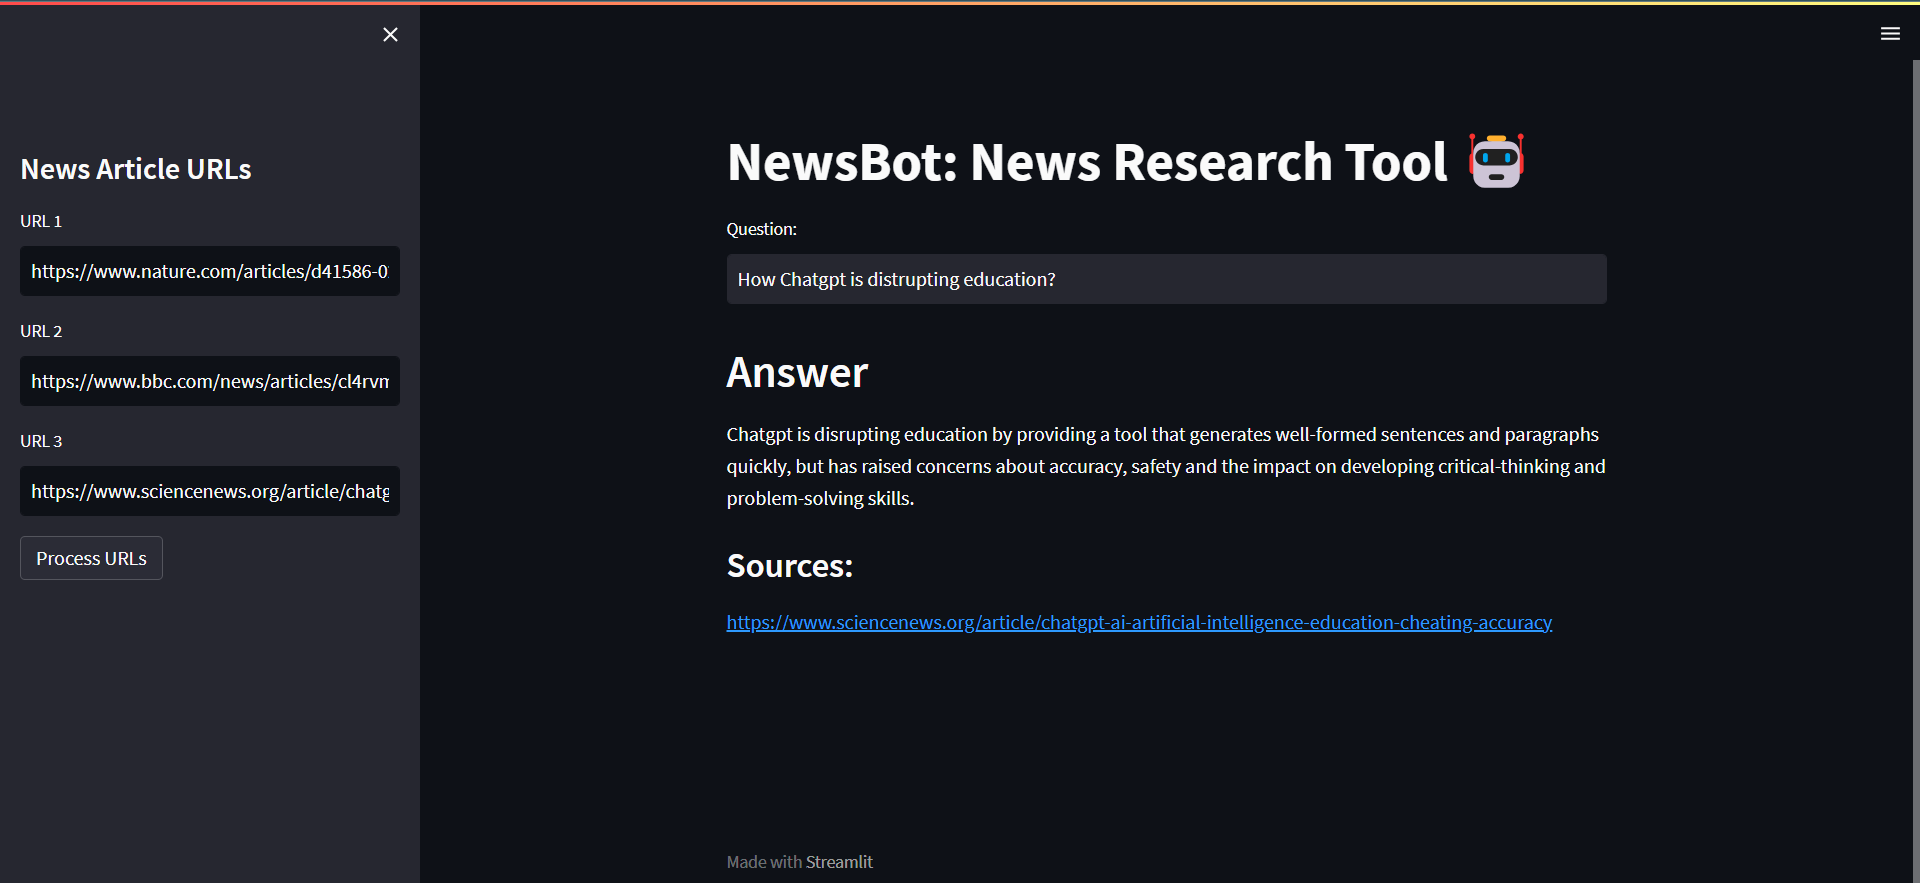 News Article URLs
URL 1
https://www.nature.com/articles/d41586-0
URL 2
https://www.bbc.com/news/articles/cl4rvm
URL 3
https://www.sciencenews.org/article/chatg
Process URLs
NewsBot: News Research Tool
Question:
How Chatgpt is distrupting education?
Answer
Chatgpt is disrupting education by providing a tool that generates well-formed sentences and paragraphs
quickly, but has raised concerns about accuracy, safety and the impact on developing critical-thinking and
problem-solving skills.
Sources:
https://www.sciencenews.org/article/chatgpt-ai-artificial-intelligence-education-cheating-accuracy
Made with Streamlit